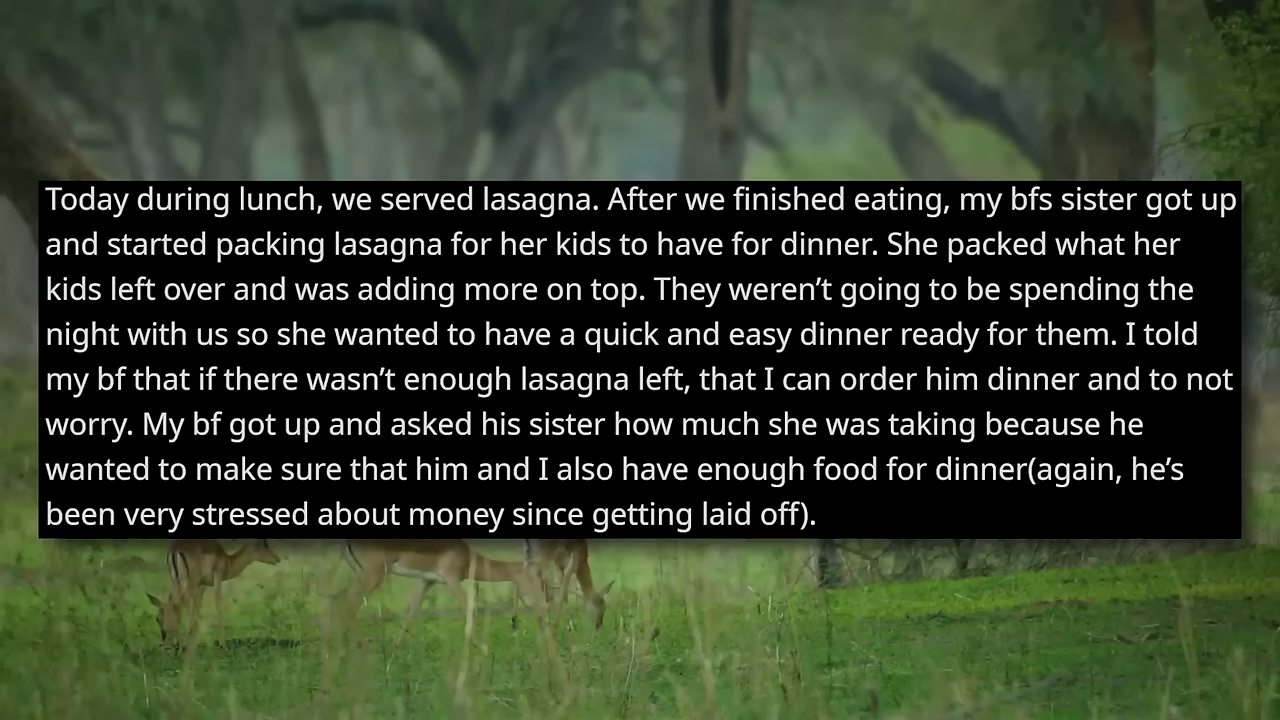 Today during lunch, we served lasagna. After we finished eating, my bfs sister got up
and started packing lasagna for her kids to have for dinner. She packed what her
kids left over and was adding more on top. They weren’t going to be spending the
night with us so she wanted to have a quick and easy dinner ready for them. I told
my bf that if there wasn’t enough lasagna left, that I can order him dinner and to not
worry. My bf got up and asked his sister how much she was taking because he
wanted to make sure that him and I also have enough food for dinner(again, he’s
been very stressed about money since getting laid off).